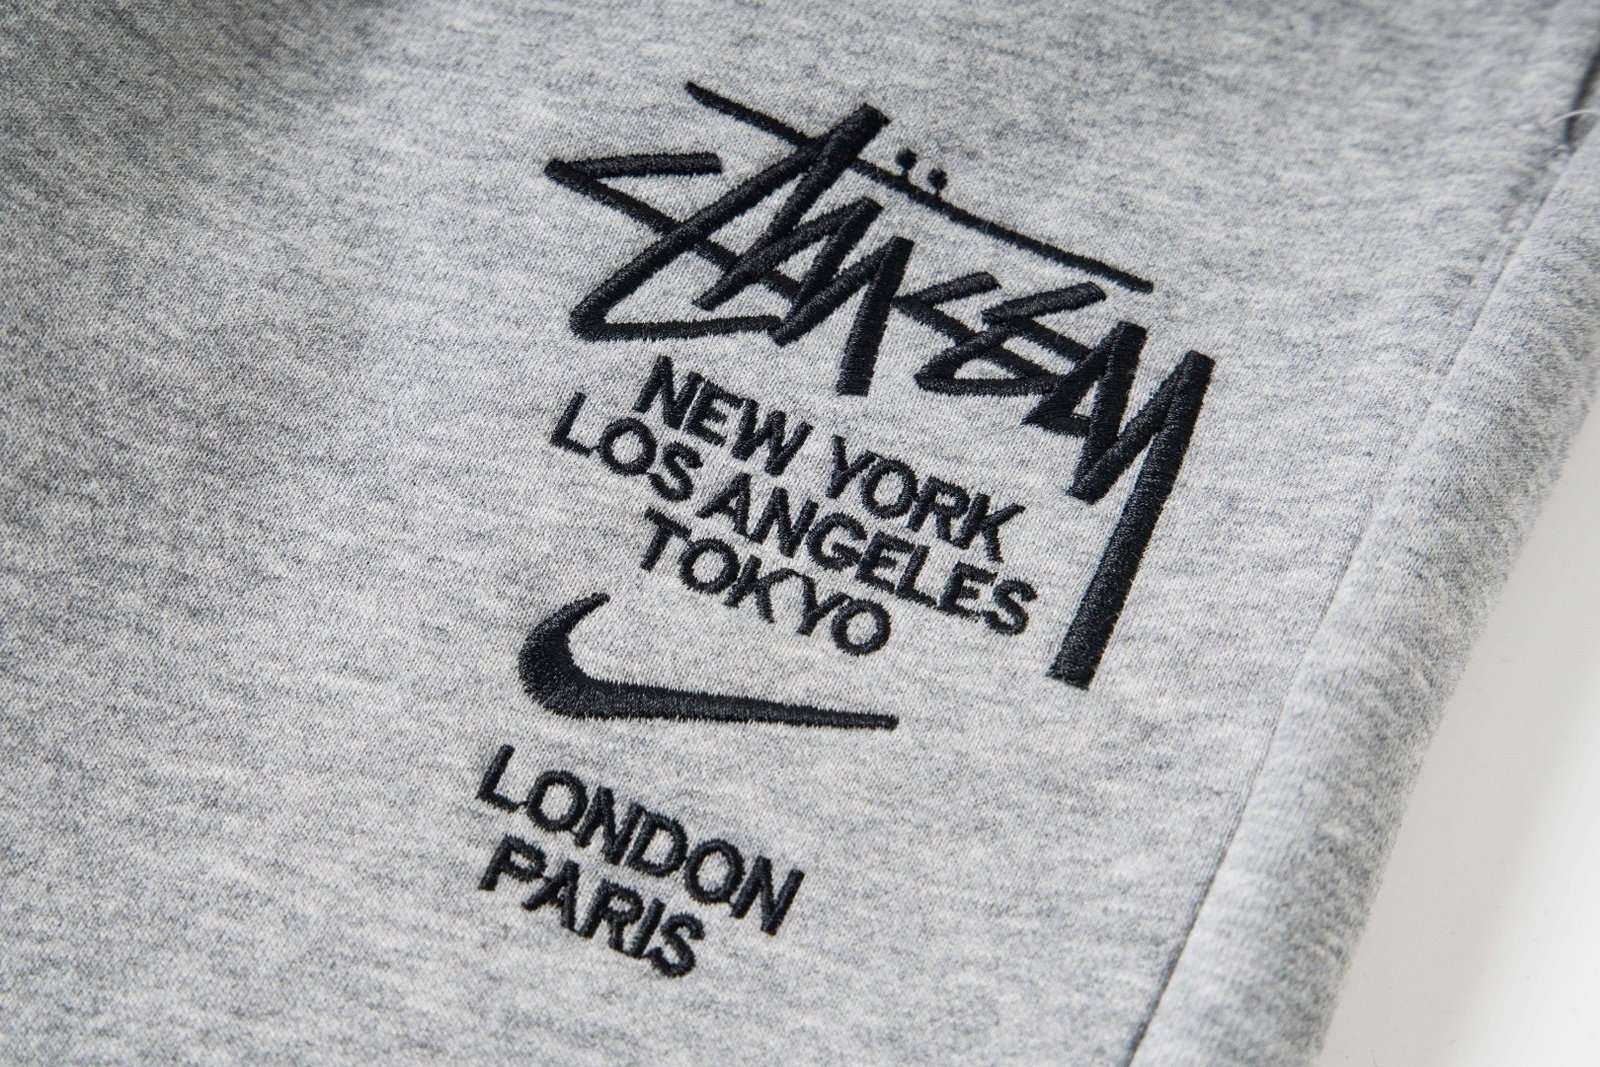 STÜSSY
NEW YORK
LOS ANGELES
TOKYO
LONDON
PARIS